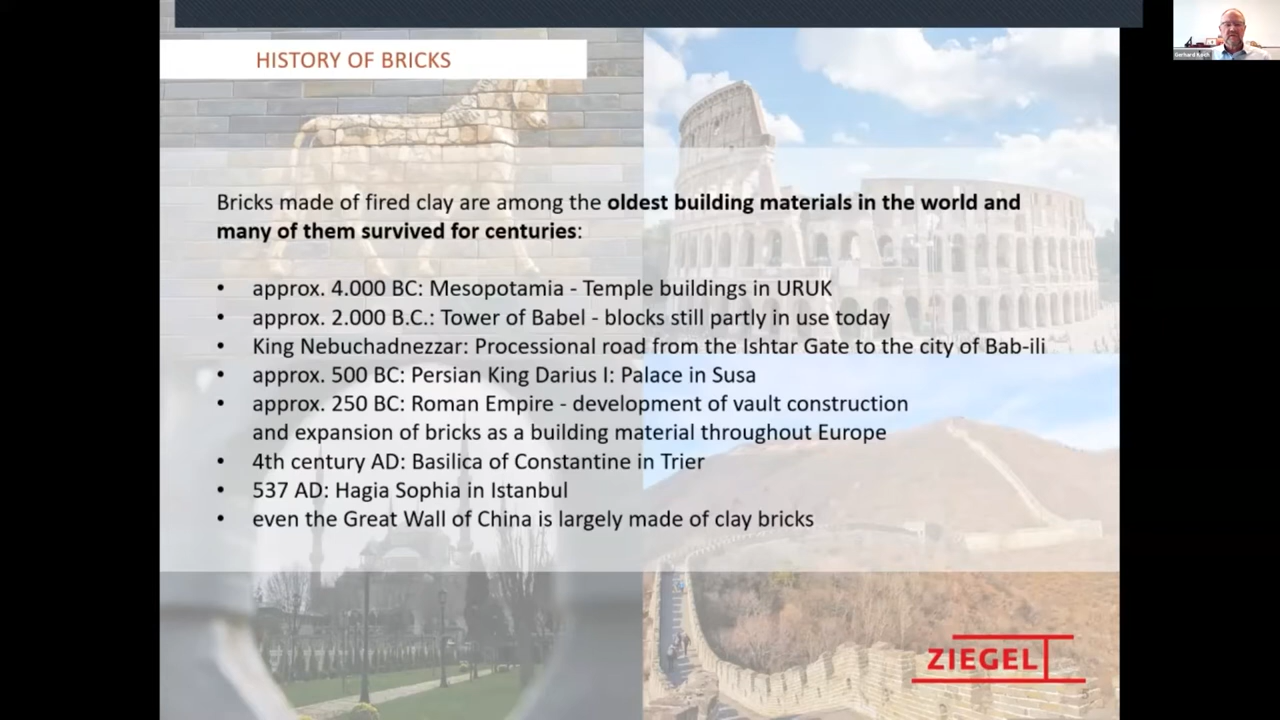 HISTORY OF BRICKS
Bricks made of fired clay are among the oldest building materials in the world and
many of them survived for centuries:
• approx. 4.000 BC: Mesopotamia - Temple buildings in URUK
• approx. 2.000 B.C.: Tower of Babel - blocks still partly in use today
• King Nebuchadnezzar: Processional road from the Ishtar Gate to the city of Bab-ili
• approx. 500 BC: Persian King Darius I: Palace in Susa
• approx. 250 BC: Roman Empire - development of vault construction
and expansion of bricks as a building material throughout Europe
• 4th century AD: Basilica of Constantine in Trier
• 537 AD: Hagia Sophia in Istanbul
• even the Great Wall of China is largely made of clay bricks
ZIEGEL
Gerhard